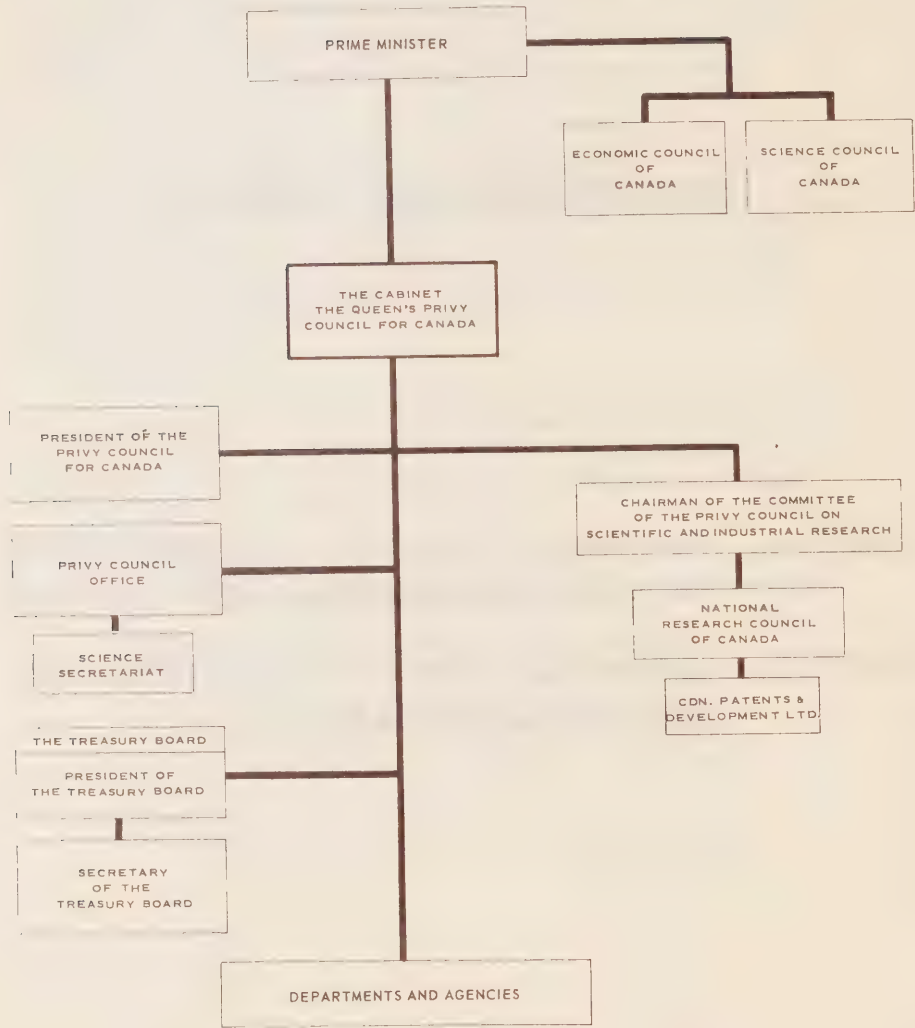 PRIME MINISTER
ECONOMIC COUNCIL
OF
CANADA
SCIENCE COUNCIL
OF
CANADA
THE CABINET
THE QUEEN'S PRIVY
COUNCIL FOR CANADA
PRESIDENT OF THE
PRIVY COUNCIL
FOR CANADA
CHAIRMAN OF THE COMMITTEE
OF THE PRIVY COUNCIL ON
SCIENTIFIC AND INDUSTRIAL RESEARCH
PRIVY COUNCIL
OFFICE
NATIONAL
RESEARCH COUNCIL
OF CANADA
SCIENCE
SECRETARIAT
CDN. PATENTS &
DEVELOPMENT LTD
THE TREASURY BOARD
PRESIDENT OF
THE TREASURY BOARD
SECRETARY
OF THE
TREASURY BOARD
DEPARTMENTS AND AGENCIES